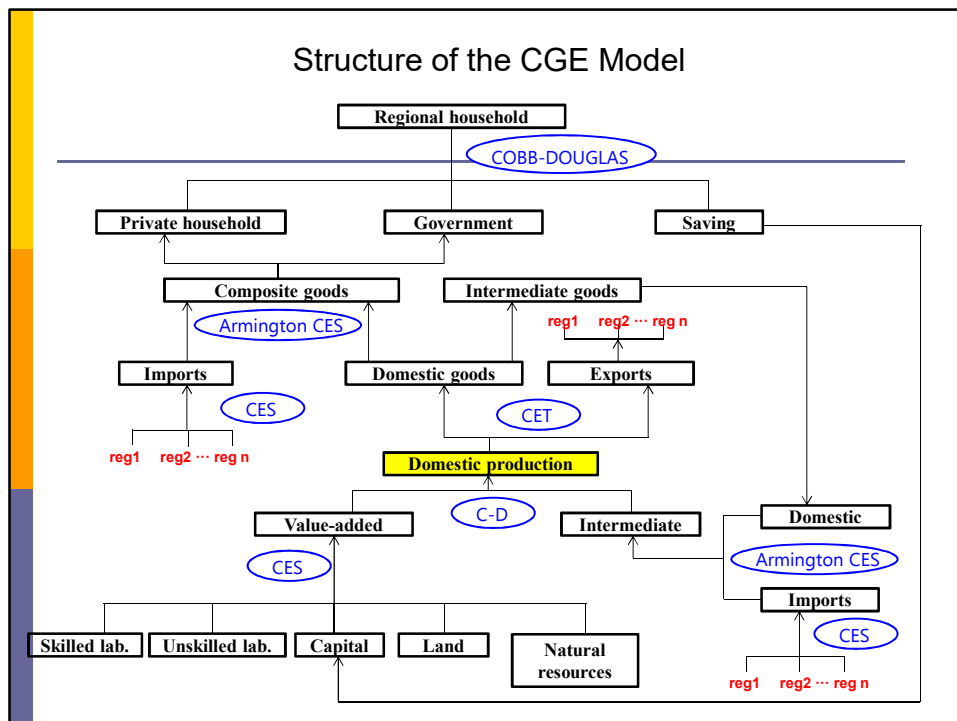 Structure of the CGE Model
Regional household
COBB-DOUGLAS
Private household
Government
Saving
Composite goods
Intermediate goods
Armington CES
reg1 reg2 ··· reg n
Imports
Domestic goods
Exports
CES
CET
reg1 reg2 ··· reg n
Domestic production
C-D
Value-added
Intermediate
Domestic
CES
Armington CES
Imports
Skilled lab.
Unskilled lab.
Capital
Land
Natural
resources
CES
reg1 reg2 ··· reg n